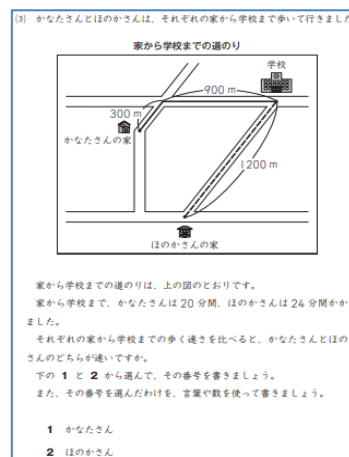 (3) かなたさんとほのかさんは、それぞれの家から学校まで歩いて行きました
家から学校までの道のり
学校
900 m
300 m
かなたさんの家
1200 m
ほのかさんの家
家から学校までの道のりは、上の図のとおりです。
家から学校まで、かなたさんは 20 分間、ほのかさんは 24 分間かか
ました。
それぞれの家から学校までの歩く速さを比べると、かなたさんとほの
さんのどちらが速いですか。
下の 1 と 2 から選んで、その番号を書きましょう。
また、その番号を選んだわけを、言葉や数を使って書きましょう。
1 かなたさん
2 ほのかさん